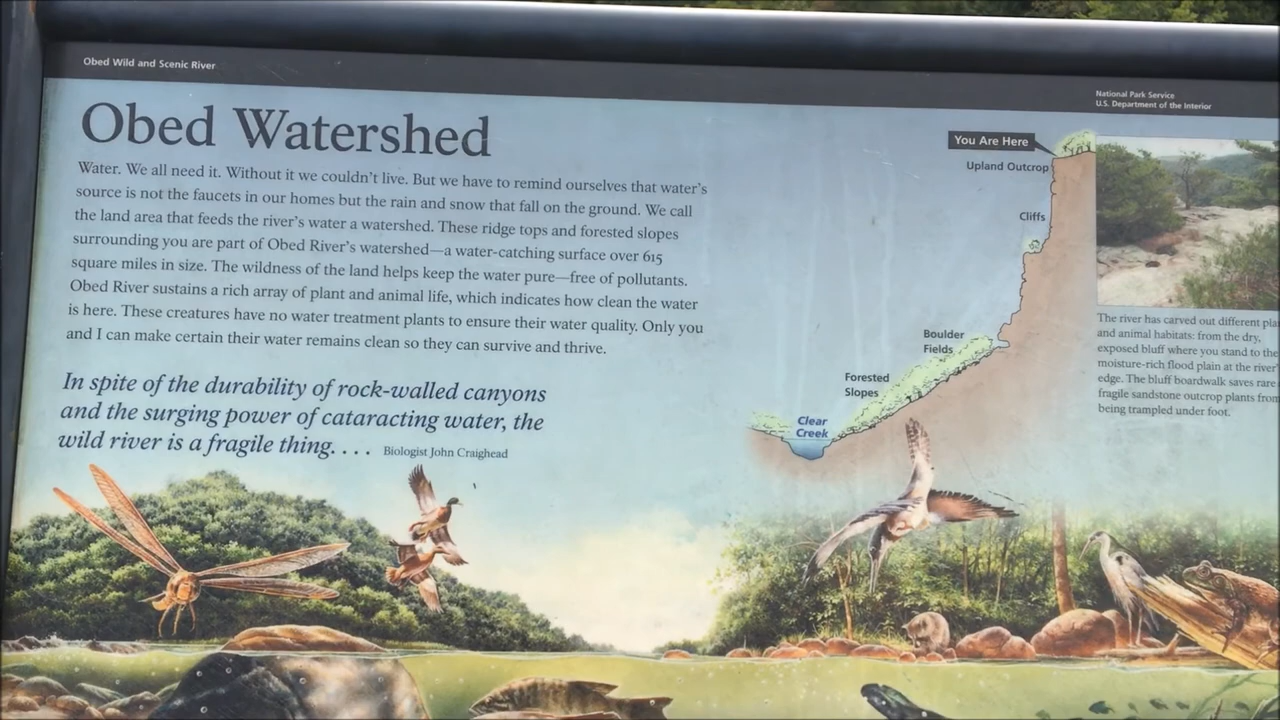 Obed Wild and Scenic River
National Park Service
U.S. Department of the Interior
Obed Watershed
Water. We all need it. Without it we couldn't live. But we have to remind ourselves that water's
source is not the faucets in our homes but the rain and snow that fall on the ground. We call
the land area that feeds the river's water a watershed. These ridge tops and forested slopes
surrounding you are part of Obed River's watershed—a water-catching surface over 615
square miles in size. The wildness of the land helps keep the water pure—free of pollutants.
Obed River sustains a rich array of plant and animal life, which indicates how clean the water
is here. These creatures have no water treatment plants to ensure their water quality. Only you
and I can make certain their water remains clean so they can survive and thrive.
In spite of the durability of rock-walled canyons
and the surging power of cataracting water, the
wild river is a fragile thing. . . .
Biologist John Craighead
You Are Here
Upland Outcrop
Cliffs
Boulder
Fields
Forested
Slopes
Clear
Creek
The river has carved out different
and animal habitats: from the dry,
exposed bluff where you stand to the
moisture-rich flood plain at the river's
edge. The bluff boardwalk saves rare
fragile sandstone outcrop plants from
being trampled under foot.